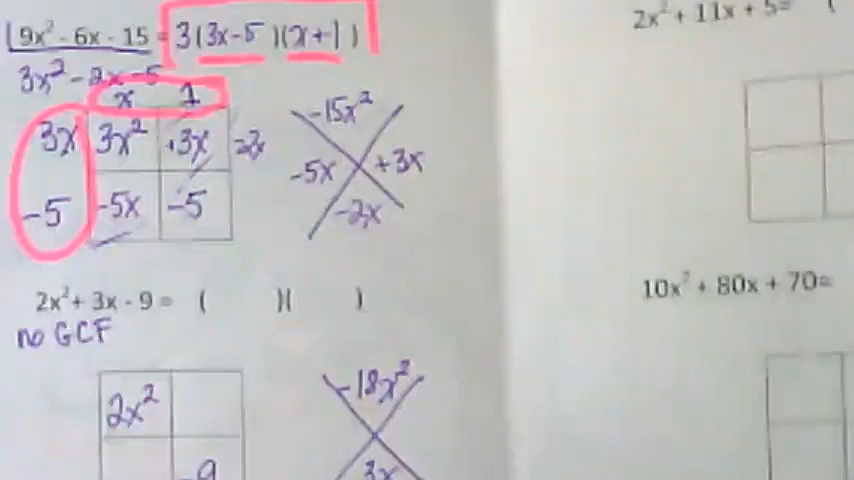 9x² - 6x - 15 = 3(3x-5)(x+1)
3x² - 2x - 5
x 1
3x 3x² +3x =2x
-5 -5x -5
-15x²
-5x +3x
-2x
2x² + 3x - 9 = ( )( )
no GCF
2x²
-9
-18x²
3x
2x² + 11x + 5= (
10x² + 80x + 70=